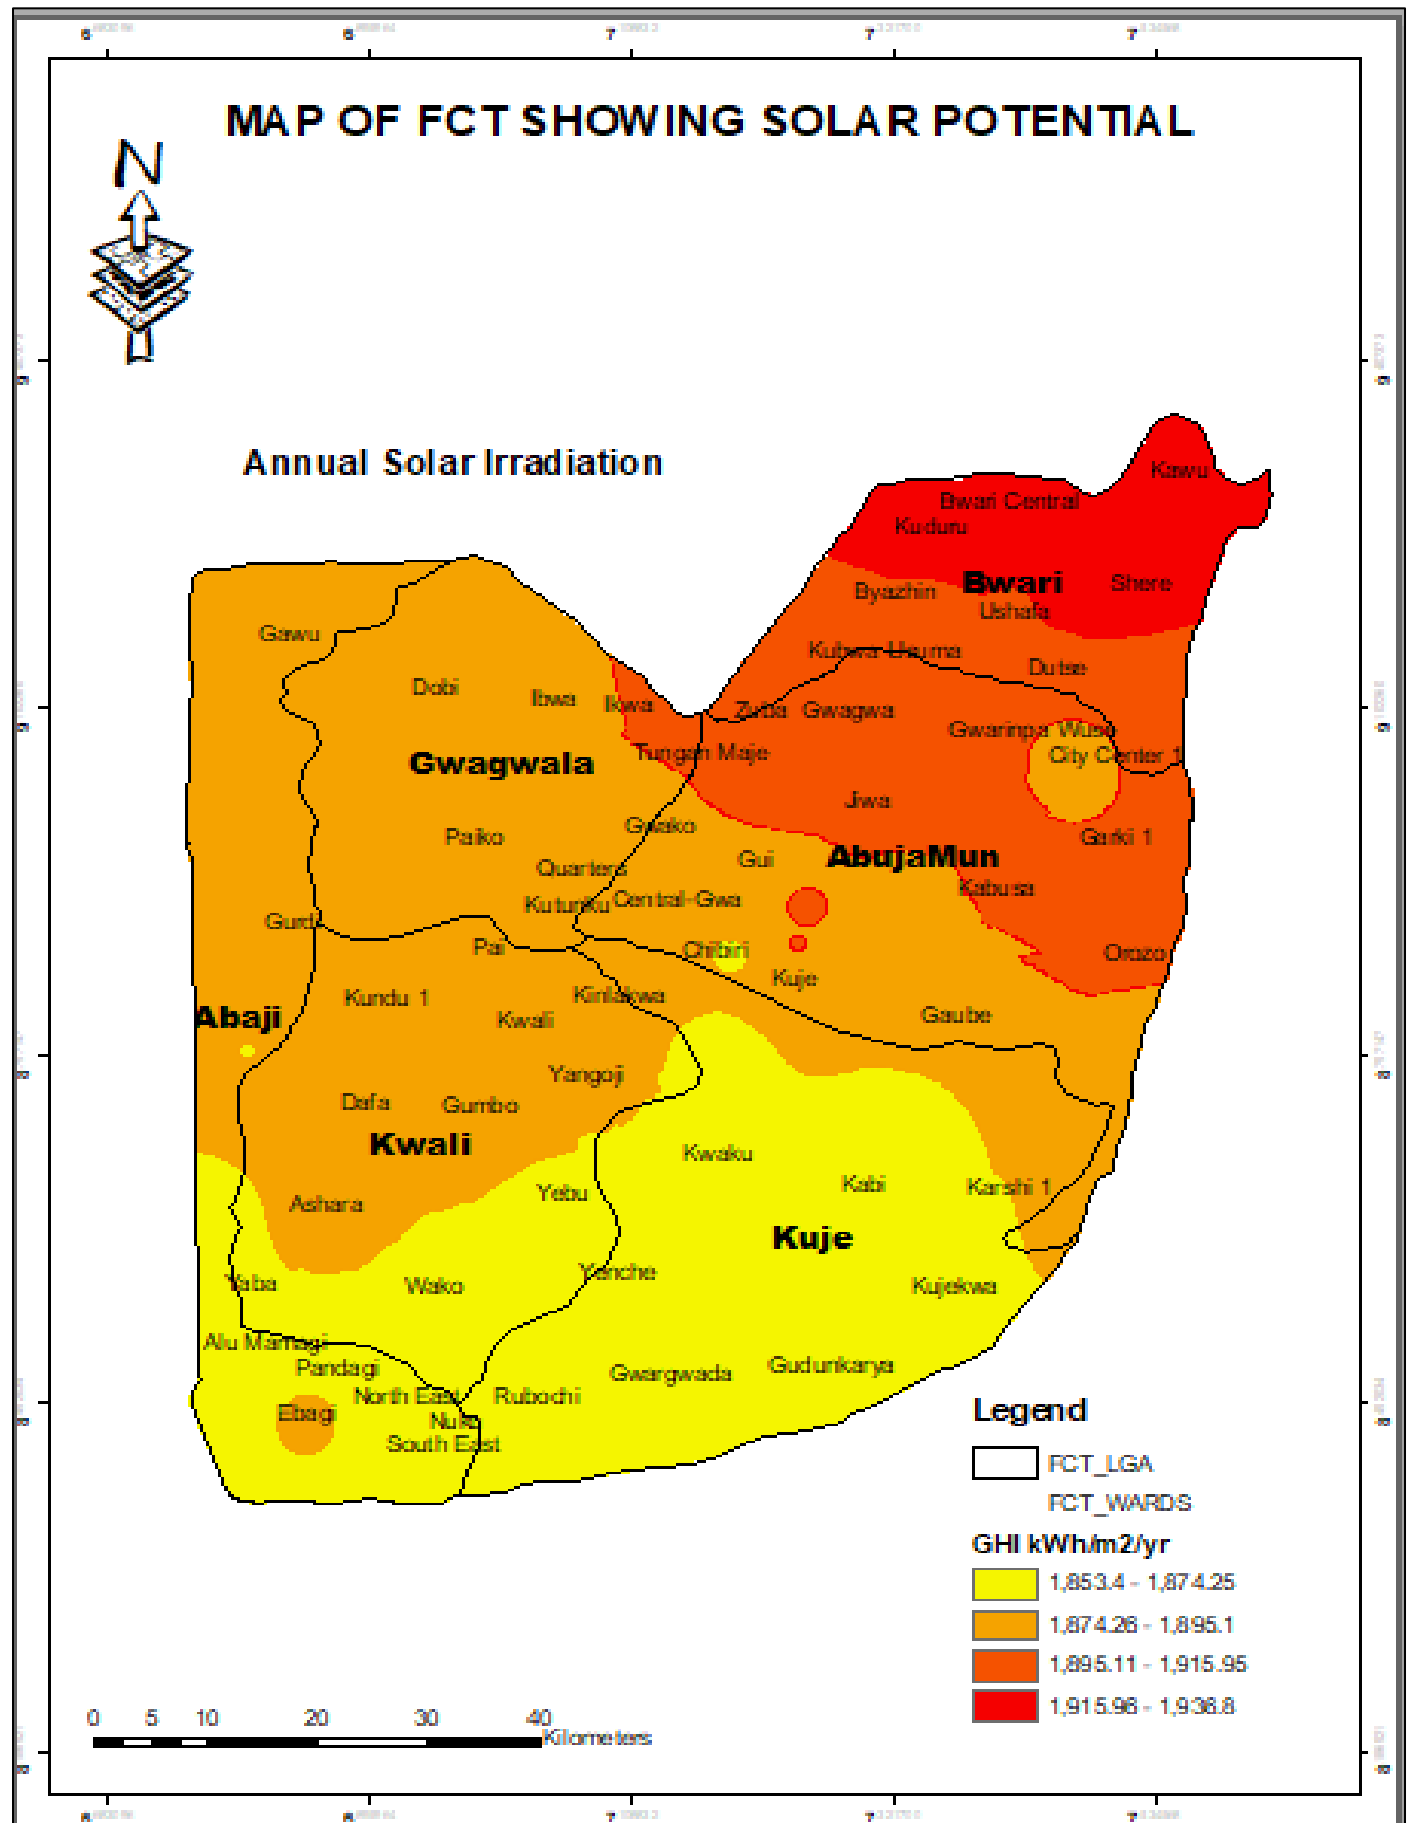 MAP OF FCT SHOWING SOLAR POTENTIAL
N
Annual Solar Irradiation
Kawu
Bwari Central
Kuduru
Bwari
Shere
Byazhin
Ushafa
Gawu
Kubwa Usuma
Dutse
Dobi
Ibwa
Ikwa
Zuba
Gwagwa
Gwarinpa
Wuse
Tungan Maje
City Center 1
Gwagwala
Jiwa
Gwako
Paiko
Garki 1
Gui
AbujaMun
Quarters
Kabusa
Kutunku
Central-Gwa
Gurdi
Pai
Chibiri
Orozo
Kuje
Kundu 1
Kinlakwa
Abaji
Kwali
Gaube
Yangoji
Dafa
Gumbo
Kwali
Kwaku
Ashara
Yebu
Kabi
Karshi 1
Kuje
Yaba
Wako
Yenche
Kujekwa
Alu Mamagi
Pandagi
Gwargwada
Gudunkarya
North East
Rubochi
Ebagi
Nuku
South East
Legend
FCT_LGA
FCT_WARDS
GHI kWh/m2/yr
1,853.4 - 1,874.25
1,874.26 - 1,895.1
1,895.11 - 1,915.95
1,915.96 - 1,936.8
0 5 10 20 30 40
Kilometers